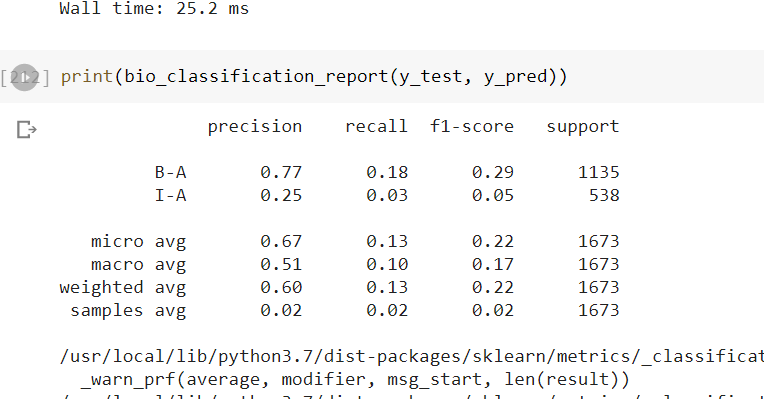 Wall time: 25.2 ms
[212] print(bio_classification_report(y_test, y_pred))
precision recall f1-score support
B-A 0.77 0.18 0.29 1135
I-A 0.25 0.03 0.05 538
micro avg 0.67 0.13 0.22 1673
macro avg 0.51 0.10 0.17 1673
weighted avg 0.60 0.13 0.22 1673
samples avg 0.02 0.02 0.02 1673
/usr/local/lib/python3.7/dist-packages/sklearn/metrics/_classificat
_warn_prf(average, modifier, msg_start, len(result))